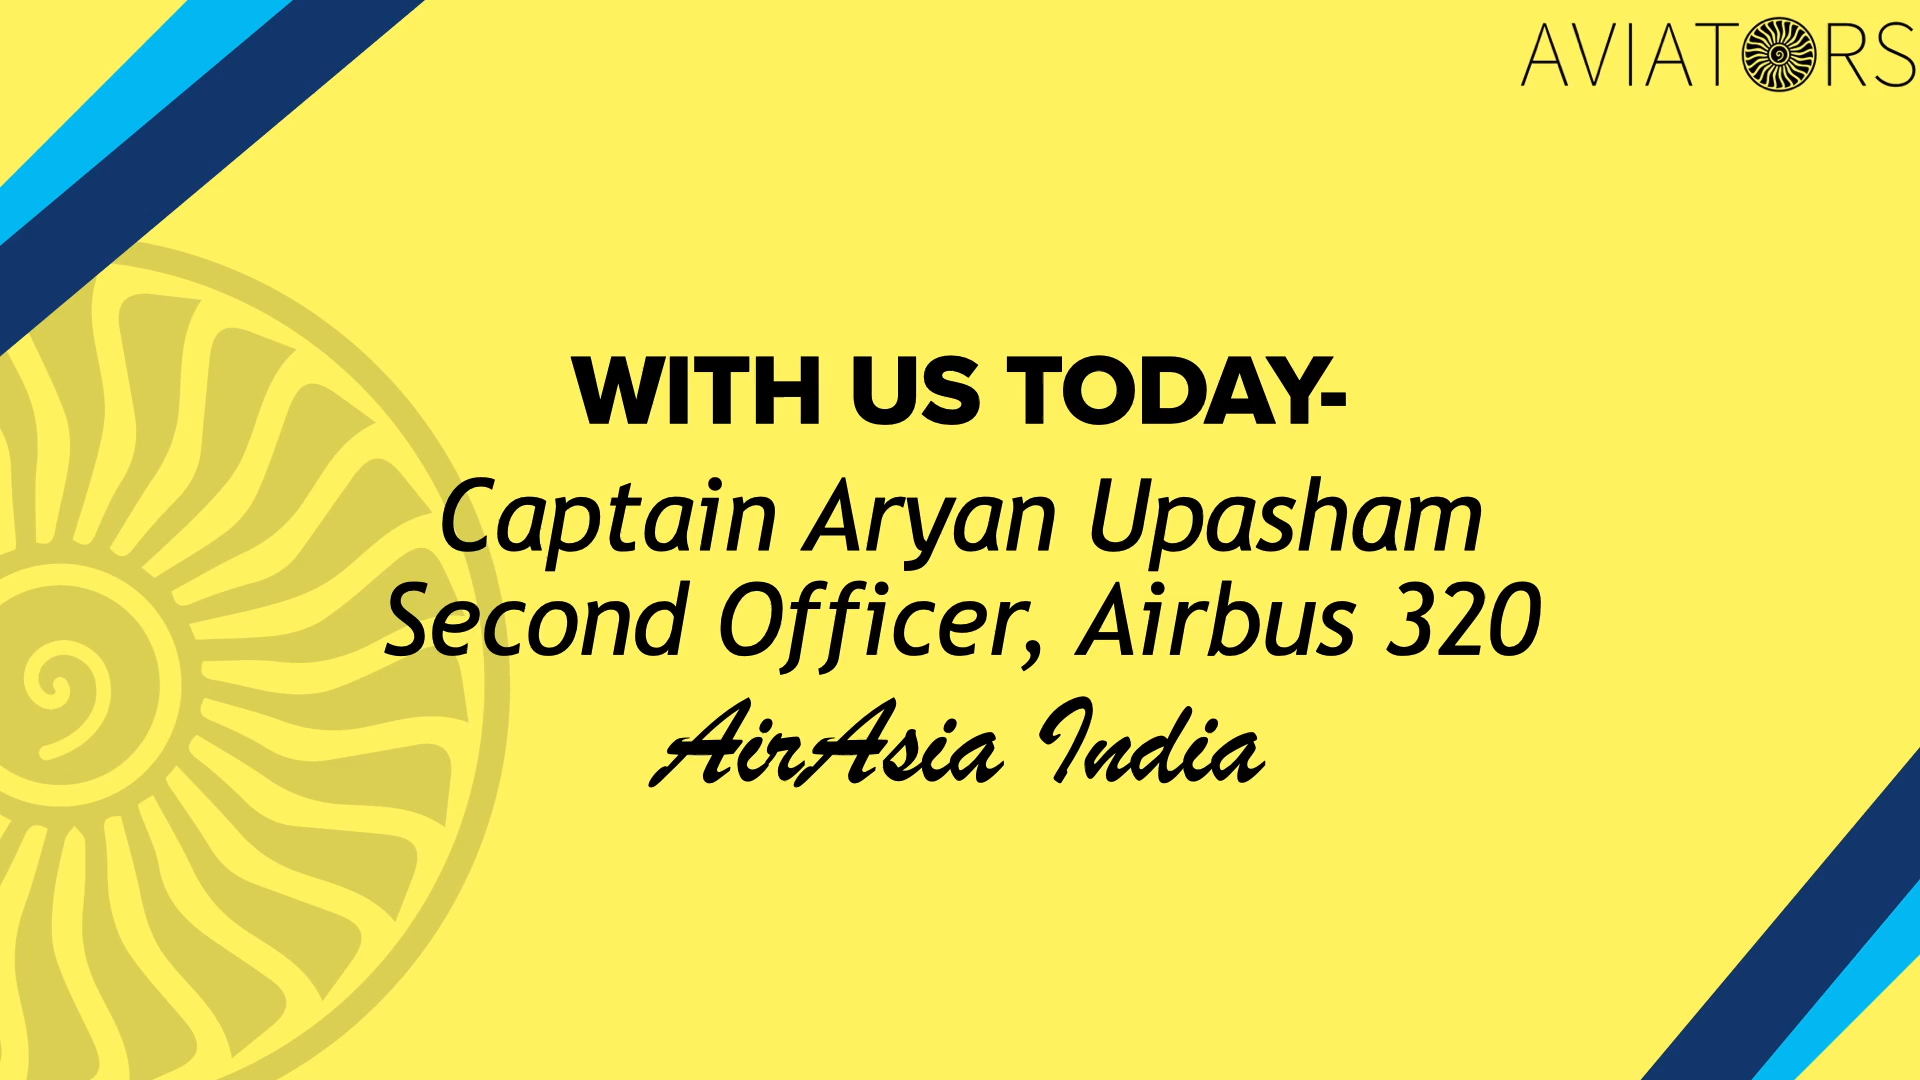 AVIATORS
WITH US TODAY-
Captain Aryan Upasham
Second Officer, Airbus 320
AirAsia India